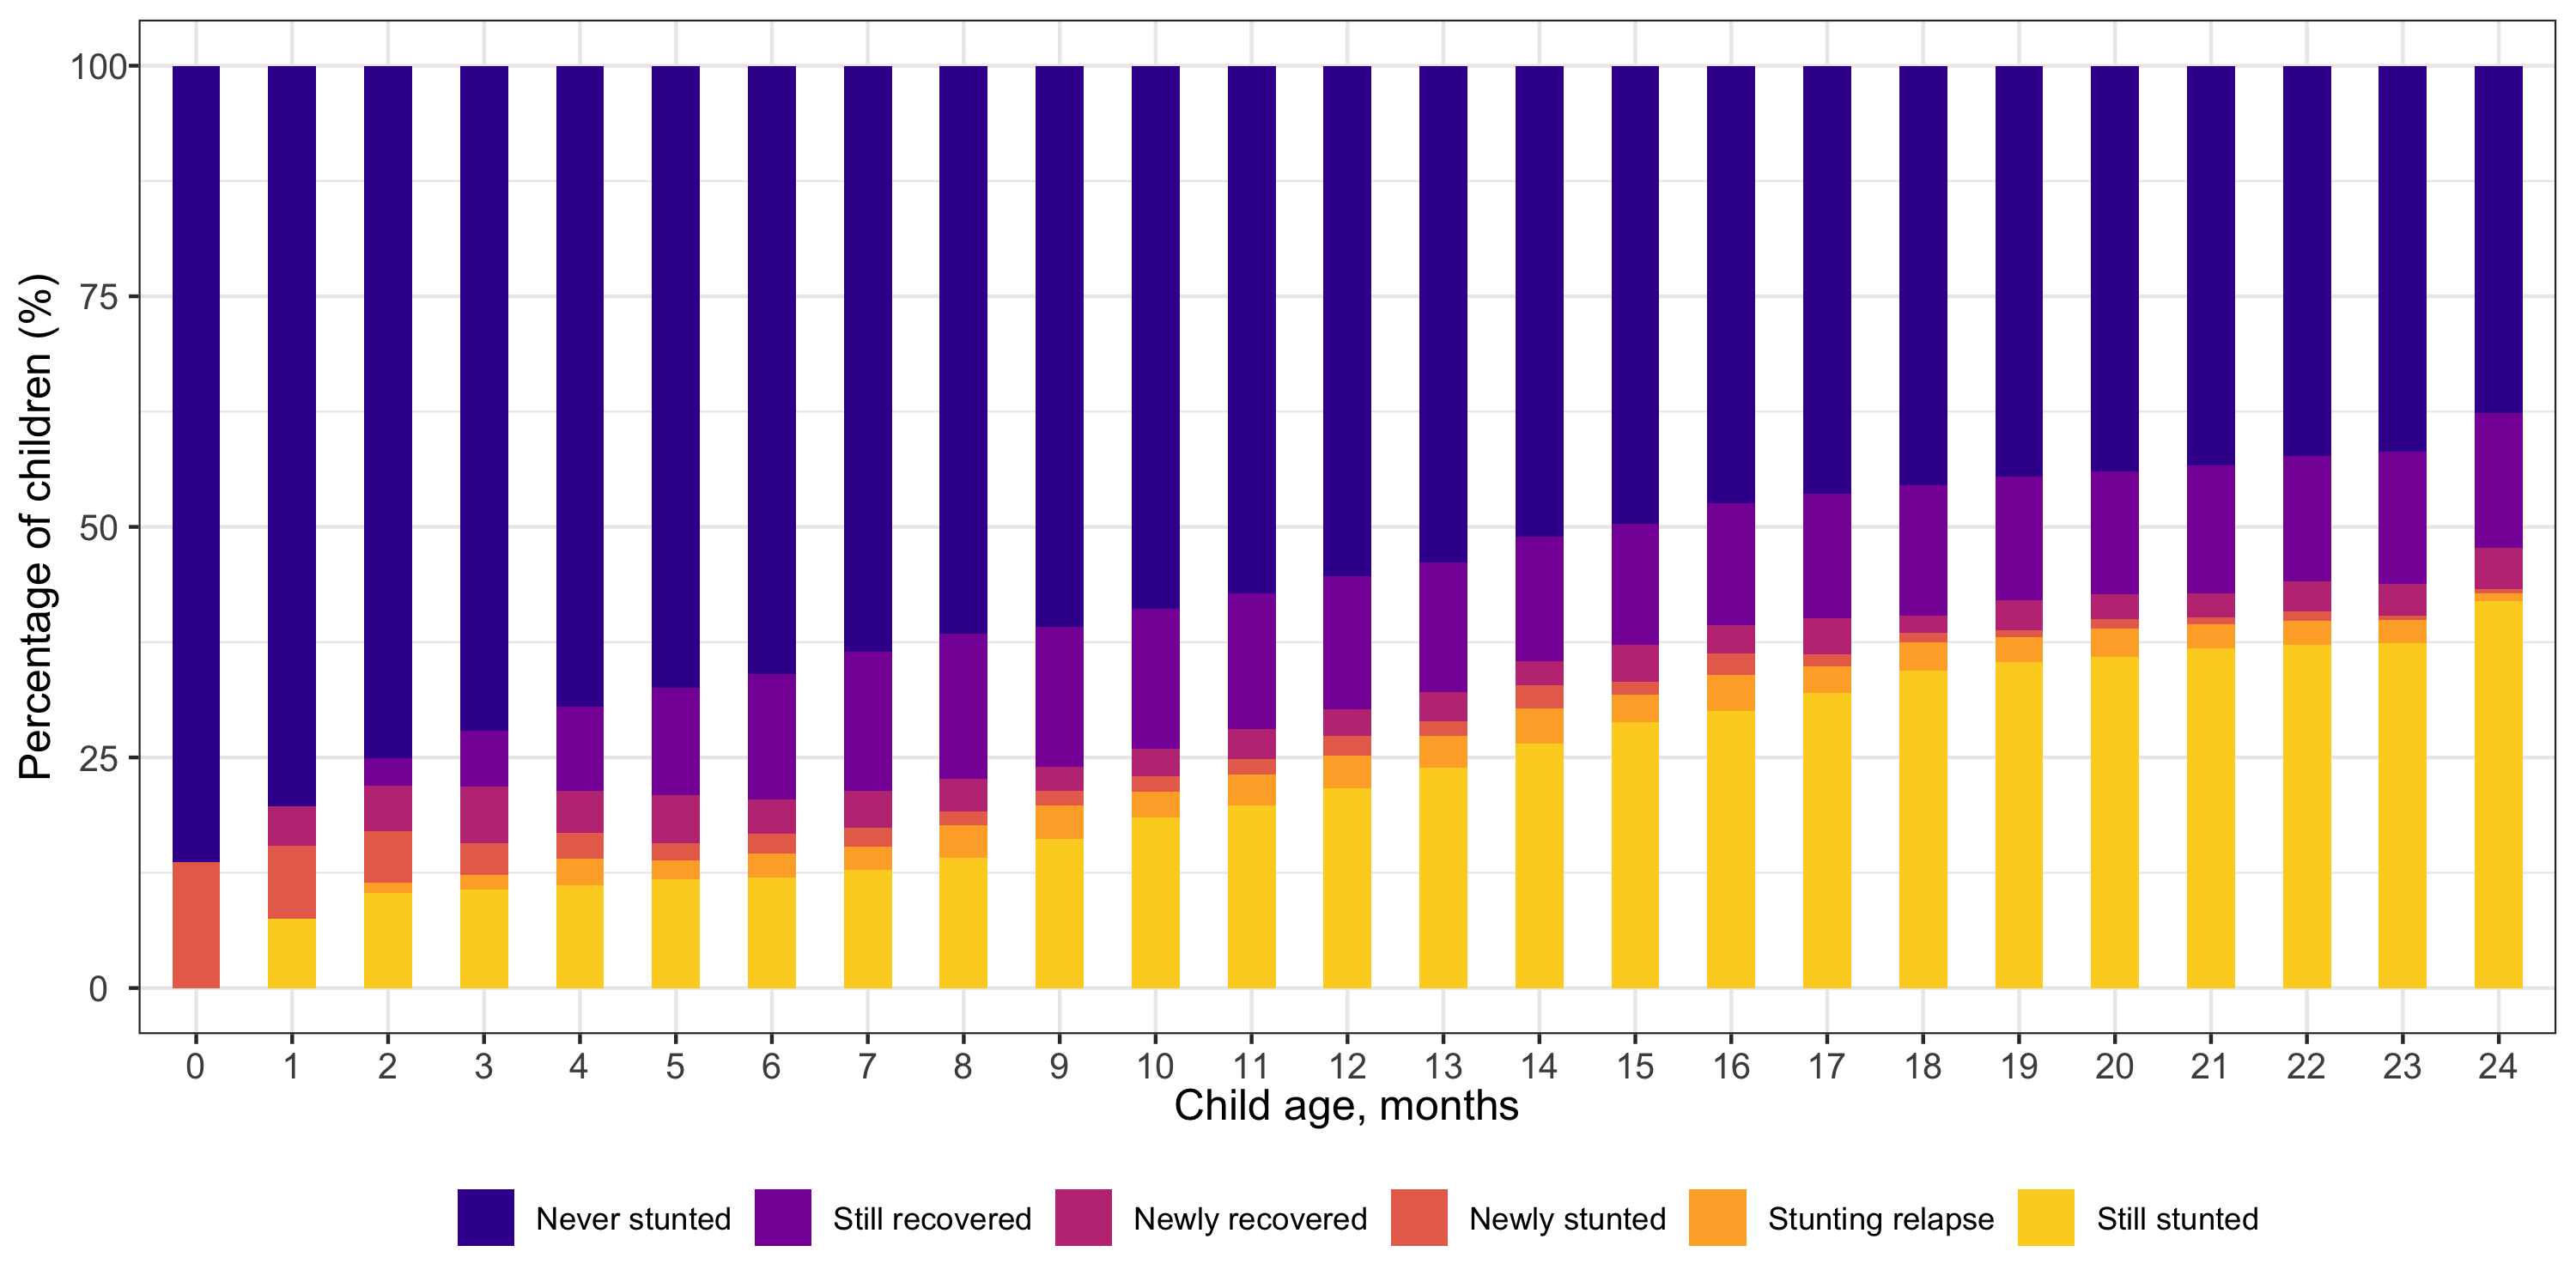 Percentage of children (%)
100
75
50
25
0
0 1 2 3 4 5 6 7 8 9 10 11 12 13 14 15 16 17 18 19 20 21 22 23 24
Child age, months
Never stunted Still recovered Newly recovered Newly stunted Stunting relapse Still stunted